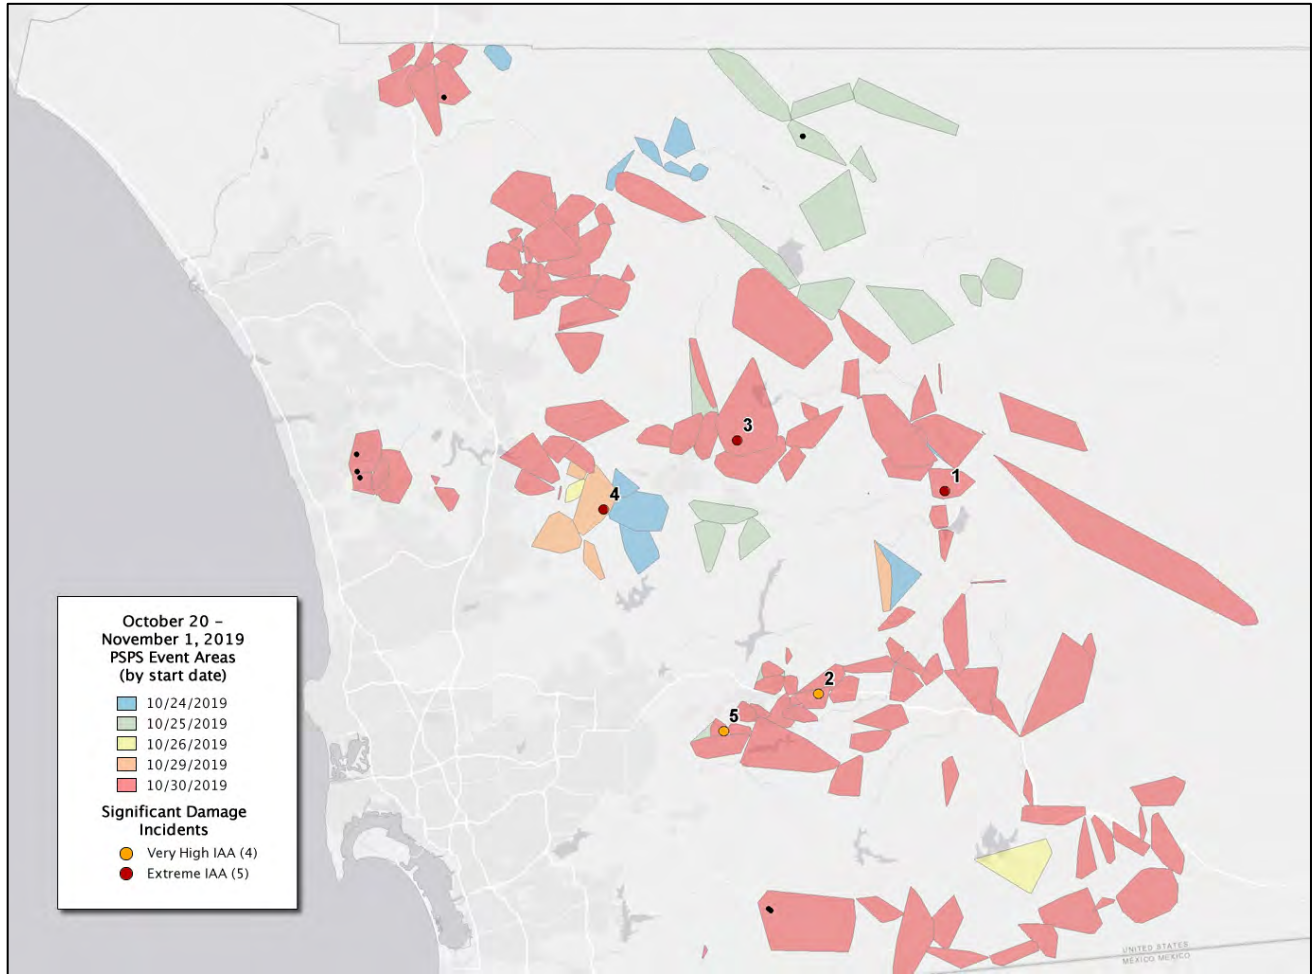 3
1
4
2
5
October 20 –
November 1, 2019
PSPS Event Areas
(by start date)
10/24/2019
10/25/2019
10/26/2019
10/29/2019
10/30/2019
Significant Damage
Incidents
Very High IAA (4)
Extreme IAA (5)
UNITED STATES
MÉXICO MEXICO